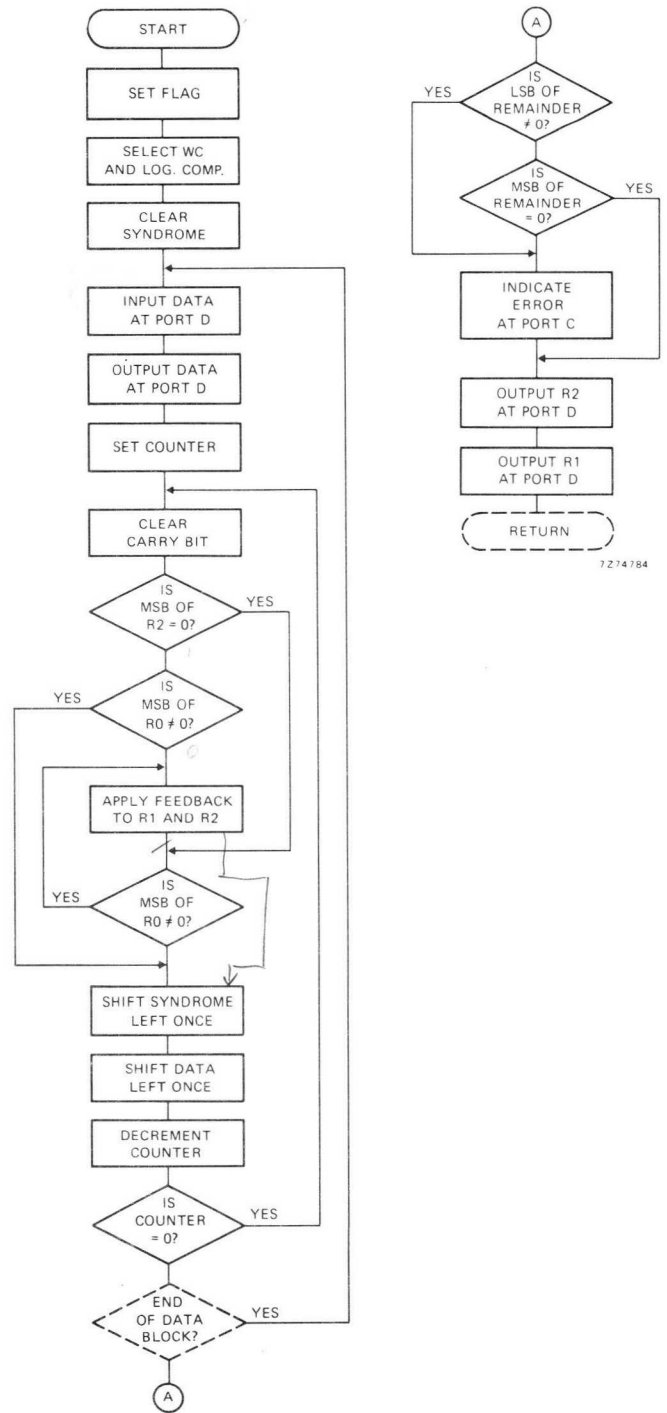 START
SET FLAG
SELECT WC
AND LOG. COMP.
CLEAR
SYNDROME
INPUT DATA
AT PORT D
OUTPUT DATA
AT PORT D
SET COUNTER
CLEAR
CARRY BIT
IS
MSB OF
R2 = 0?
YES
IS
MSB OF
R0 ≠ 0?
YES
APPLY FEEDBACK
TO R1 AND R2
IS
MSB OF
R0 ≠ 0?
YES
SHIFT SYNDROME
LEFT ONCE
SHIFT DATA
LEFT ONCE
DECREMENT
COUNTER
IS
COUNTER
= 0?
YES
END
OF DATA
BLOCK?
YES
A
A
IS
LSB OF
REMAINDER
≠ 0?
YES
IS
MSB OF
REMAINDER
= 0?
YES
INDICATE
ERROR
AT PORT C
OUTPUT R2
AT PORT D
OUTPUT R1
AT PORT D
RETURN
7Z74784